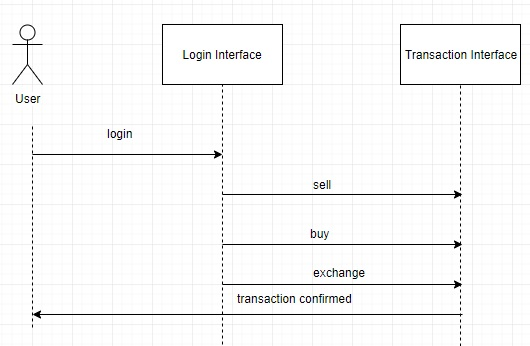 Login Interface
Transaction Interface
User
login
sell
buy
exchange
transaction confirmed